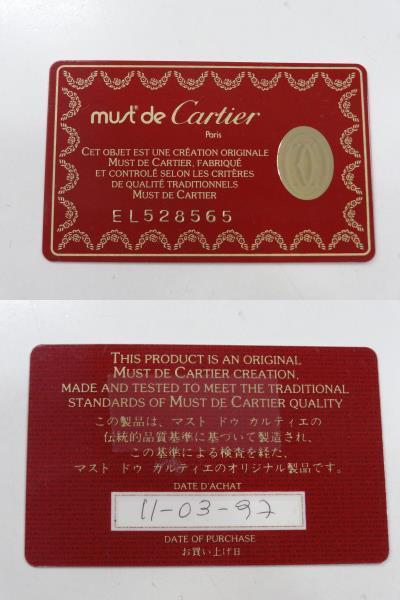 must de Cartier
Paris
CET OBJET EST UNE CRÉATION ORIGINALE
MUST DE CARTIER, FABRIQUÉ
ET CONTROLÉ SELON LES CRITÈRES
DE QUALITÉ TRADITIONNELS
MUST DE CARTIER
EL528565
THIS PRODUCT IS AN ORIGINAL
MUST DE CARTIER CREATION,
MADE AND TESTED TO MEET THE TRADITIONAL
STANDARDS OF MUST DE CARTIER QUALITY
この製品は、マスト ドゥ カルティエの
伝統的品質基準に基づいて製造され、
この基準による検査を経た、
マスト ドゥ カルティエのオリジナル製品です。
DATE D'ACHAT
11-03-97
DATE OF PURCHASE
お買い上げ日